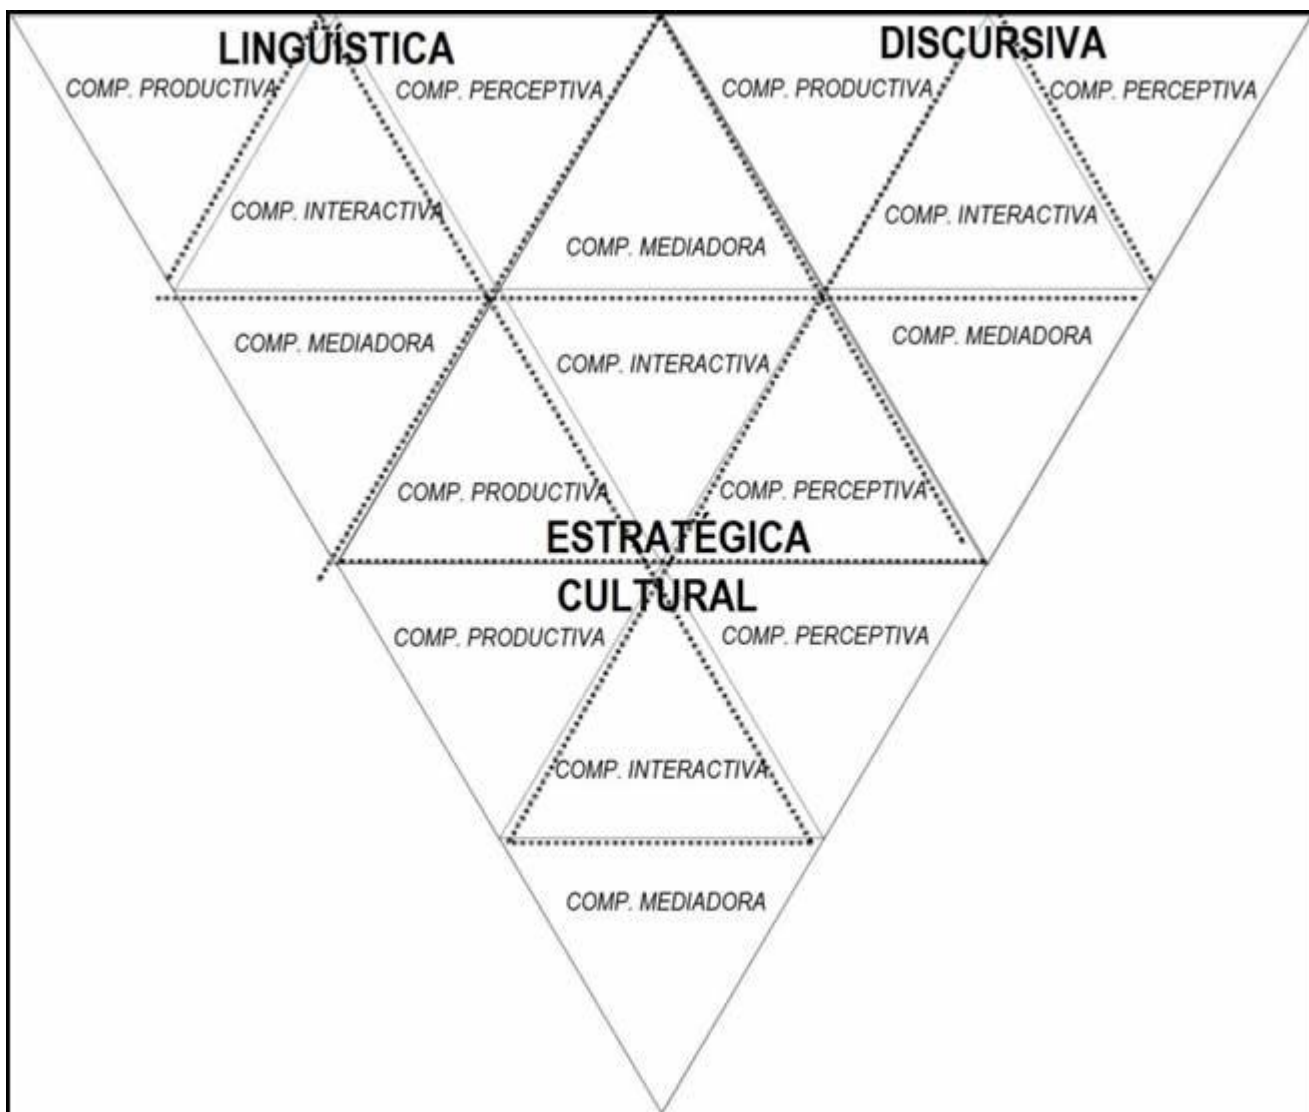 LINGÜÍSTICA
DISCURSIVA
COMP. PRODUCTIVA
COMP. PERCEPTIVA
COMP. PRODUCTIVA
COMP. PERCEPTIVA
COMP. INTERACTIVA
COMP. INTERACTIVA
COMP. MEDIADORA
COMP. MEDIADORA
COMP. INTERACTIVA
COMP. MEDIADORA
COMP. PRODUCTIVA
COMP. PERCEPTIVA
ESTRATÉGICA
CULTURAL
COMP. PRODUCTIVA
COMP. PERCEPTIVA
COMP. INTERACTIVA
COMP. MEDIADORA